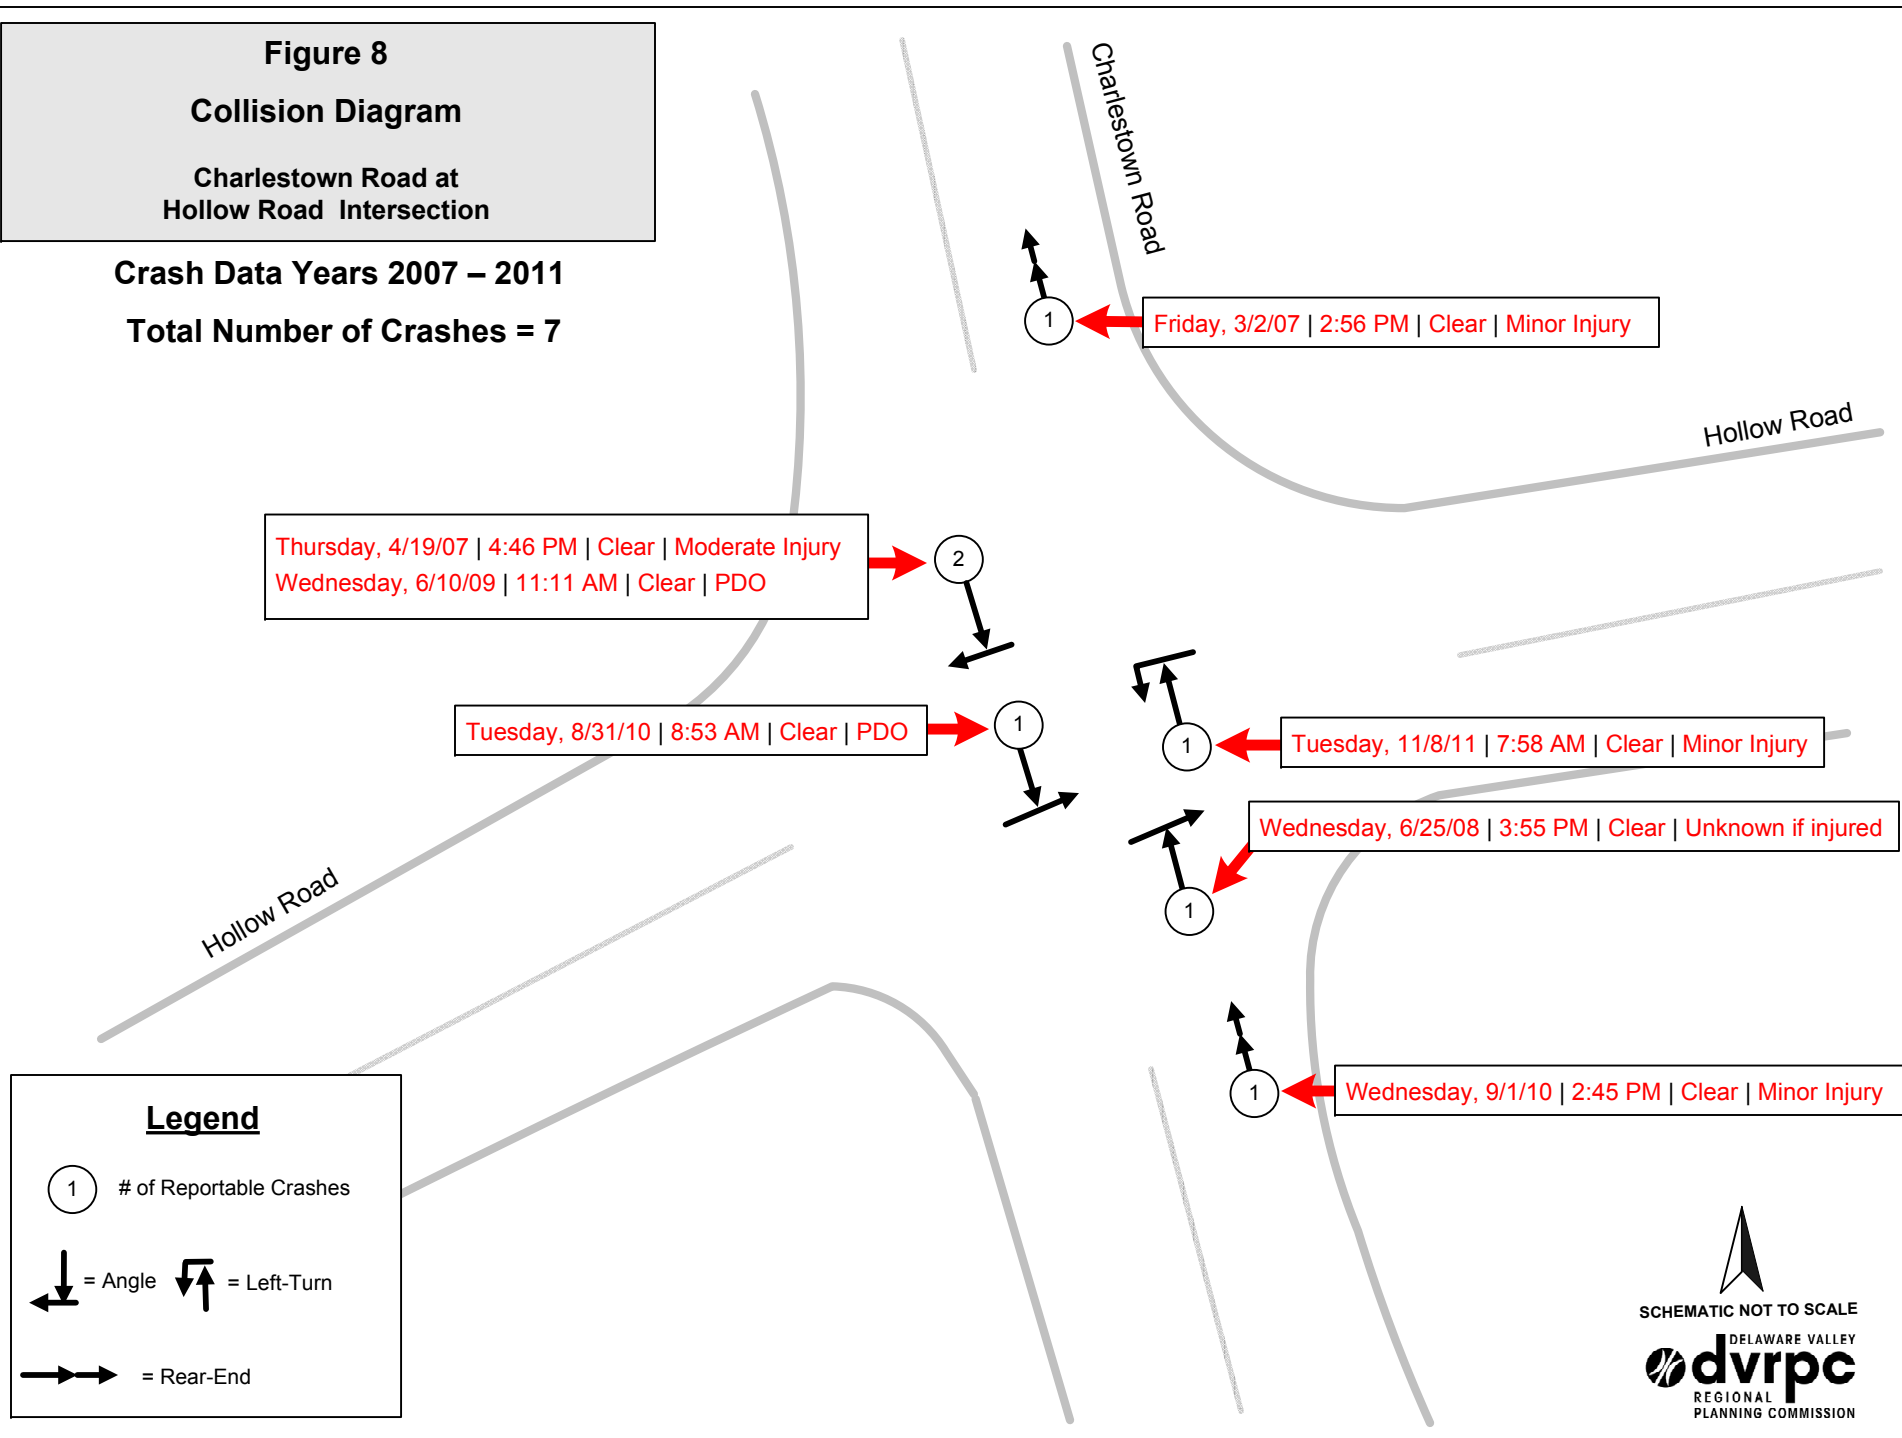 Figure 8
Collision Diagram
Charlestown Road at
Hollow Road Intersection
Crash Data Years 2007 – 2011
Total Number of Crashes = 7
Charlestown Road
1
Friday, 3/2/07 | 2:56 PM | Clear | Minor Injury
Hollow Road
Thursday, 4/19/07 | 4:46 PM | Clear | Moderate Injury
Wednesday, 6/10/09 | 11:11 AM | Clear | PDO
2
Tuesday, 8/31/10 | 8:53 AM | Clear | PDO
1
1
Tuesday, 11/8/11 | 7:58 AM | Clear | Minor Injury
Wednesday, 6/25/08 | 3:55 PM | Clear | Unknown if injured
1
Hollow Road
1
Wednesday, 9/1/10 | 2:45 PM | Clear | Minor Injury
Legend
1 # of Reportable Crashes
= Angle = Left-Turn
= Rear-End
SCHEMATIC NOT TO SCALE
DELAWARE VALLEY
dvrpc
REGIONAL
PLANNING COMMISSION